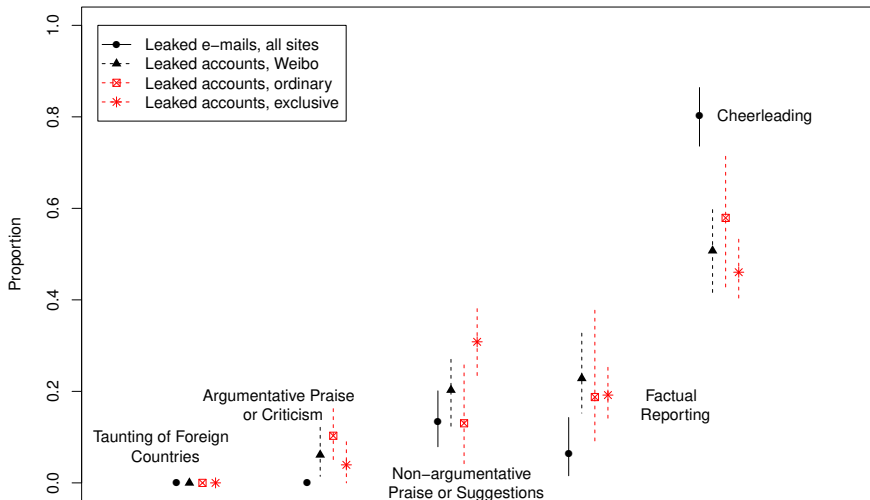 1.0
0.8
0.6
0.4
0.2
0.0
Proportion
Leaked e−mails, all sites
Leaked accounts, Weibo
Leaked accounts, ordinary
Leaked accounts, exclusive
Cheerleading
Argumentative Praise
or Criticism
Factual
Reporting
Taunting of Foreign
Countries
Non−argumentative
Praise or Suggestions